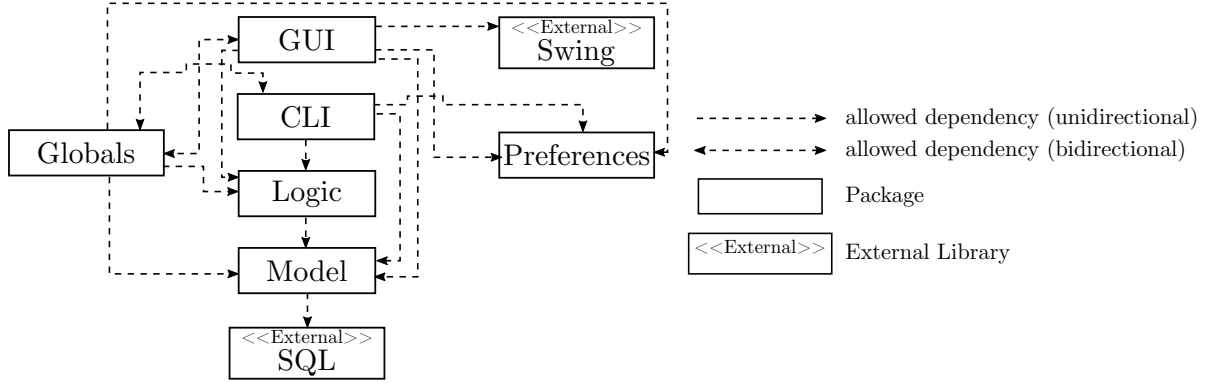 GUI
<<External>>
Swing
CLI
Globals
Preferences
Logic
Model
<<External>>
SQL
allowed dependency (unidirectional)
allowed dependency (bidirectional)
Package
<<External>>
External Library